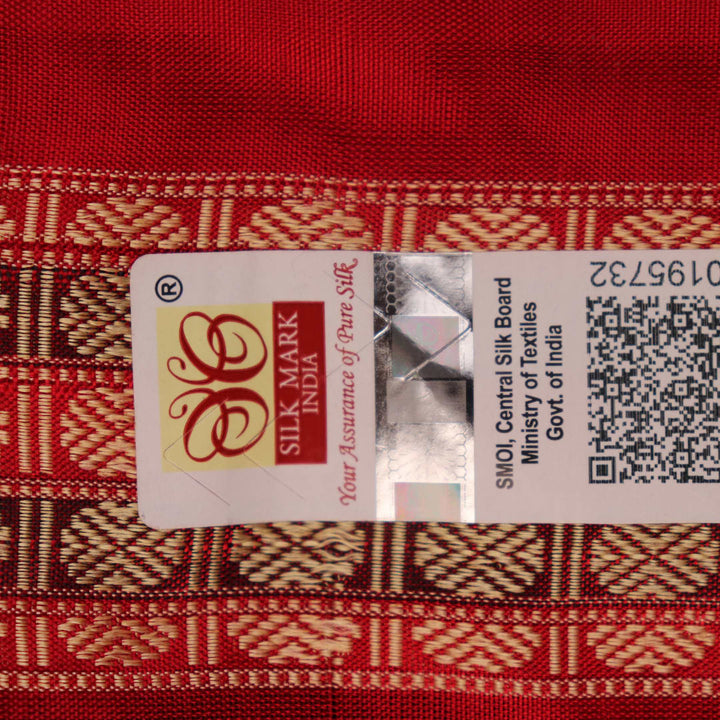 ®
SILK MARK
INDIA
Your Assurance of Pure Silk
SMOI, Central Silk Board
Ministry of Textiles
Govt. of India
0195732